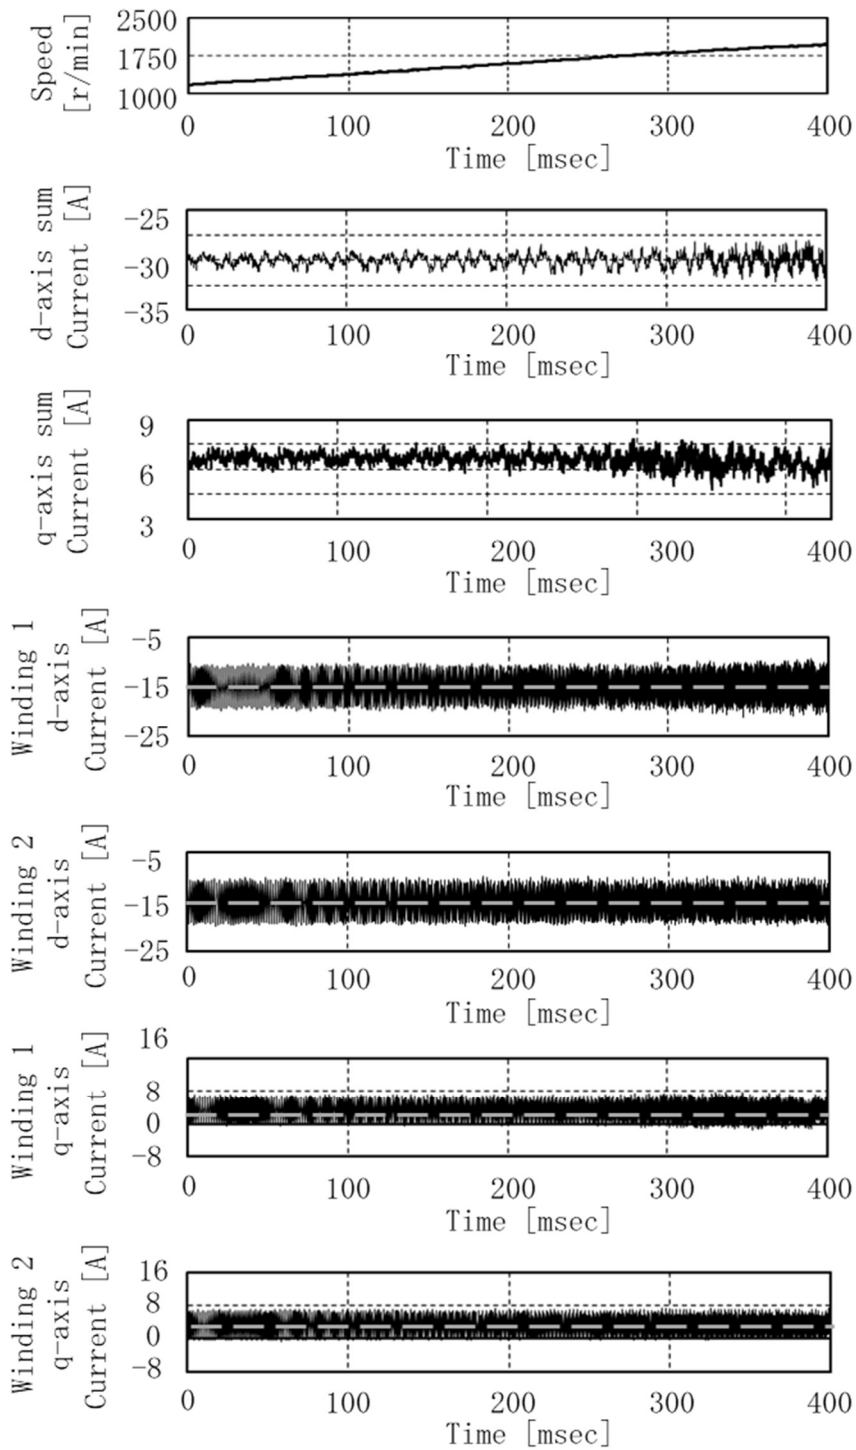 Speed
[r/min]
2500
1750
1000
0 100 200 300 400
Time [msec]
d-axis sum
Current [A]
-25
-30
-35
0 100 200 300 400
Time [msec]
q-axis sum
Current [A]
9
6
3
0 100 200 300 400
Time [msec]
Winding 1
d-axis
Current [A]
-5
-15
-25
0 100 200 300 400
Time [msec]
Winding 2
d-axis
Current [A]
-5
-15
-25
0 100 200 300 400
Time [msec]
Winding 1
q-axis
Current [A]
16
8
0
-8
0 100 200 300 400
Time [msec]
Winding 2
q-axis
Current [A]
16
8
0
-8
0 100 200 300 400
Time [msec]